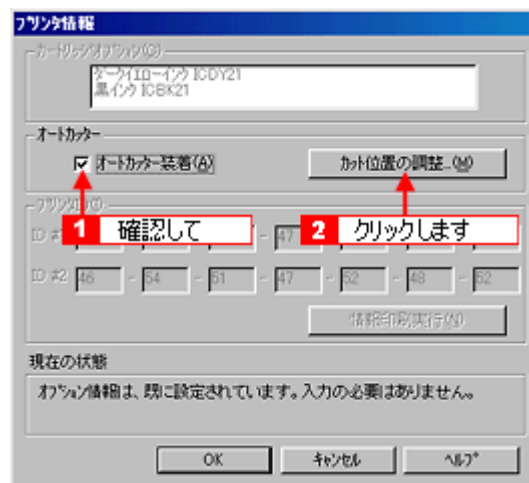 プリンタ情報
カートリッジオプション(G)
ダークイエローインク ICDY21
黒インク ICBK21
オートカッター
オートカッター装着(A)
カット位置の調整...(M)
プリンタID(I)
ID #1 - 47 -
1 確認して
2 クリックします
ID #2 46 - 54 - 51 - 47 - 52 - 48 - 52
情報印刷実行(N)
現在の状態
オプション情報は、既に設定されています。入力の必要はありません。
OK キャンセル ヘルプ